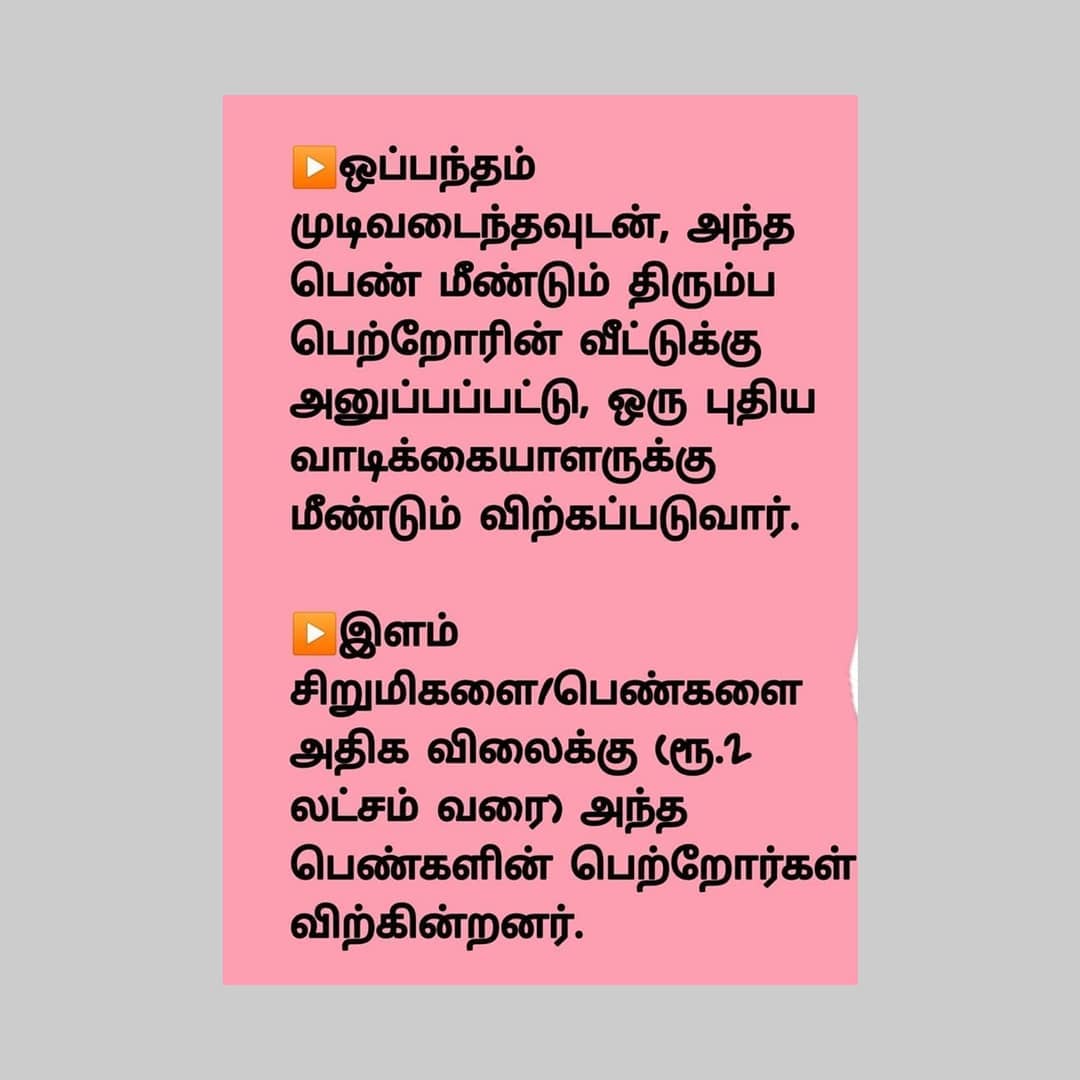 ▶️ஒப்பந்தம்
முடிவடைந்தவுடன், அந்த
பெண் மீண்டும் திரும்ப
பெற்றோரின் வீட்டுக்கு
அனுப்பப்பட்டு, ஒரு புதிய
வாடிக்கையாளருக்கு
மீண்டும் விற்கப்படுவார்.
▶️இளம்
சிறுமிகளை/பெண்களை
அதிக விலைக்கு (ரூ.2
லட்சம் வரை) அந்த
பெண்களின் பெற்றோர்கள்
விற்கின்றனர்.